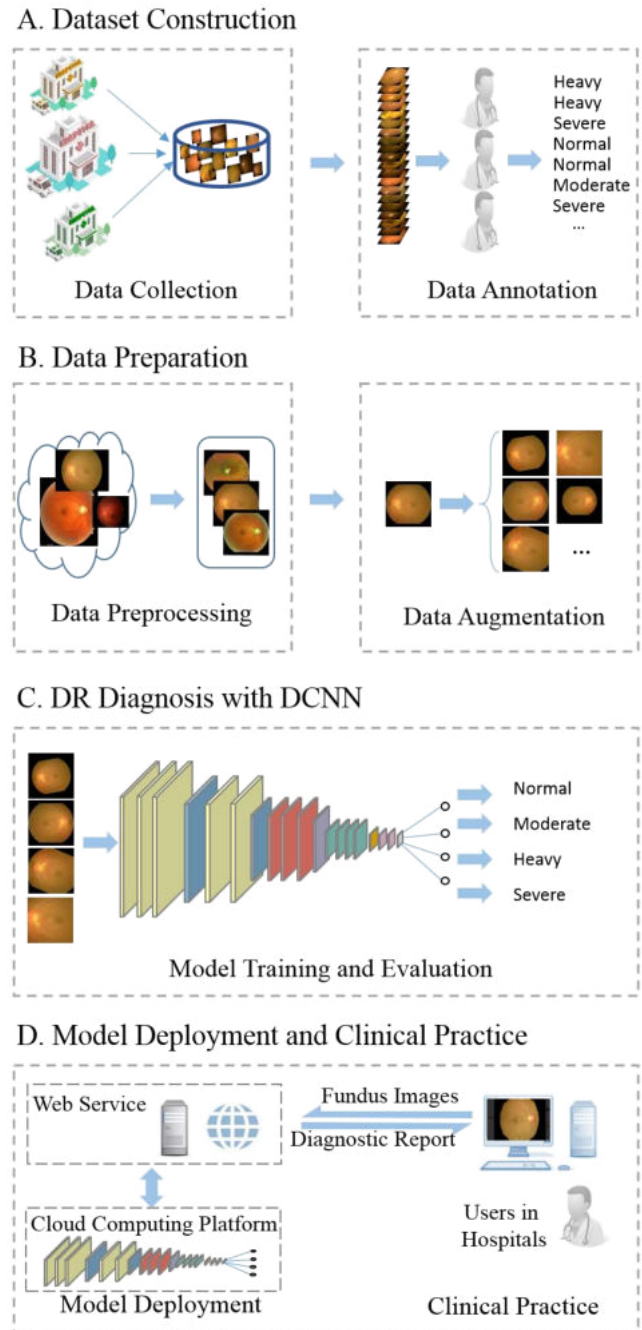 A. Dataset Construction
Heavy
Heavy
Severe
Normal
Normal
Moderate
Severe
...
Data Collection
Data Annotation
B. Data Preparation
...
Data Preprocessing
Data Augmentation
C. DR Diagnosis with DCNN
Normal
Moderate
Heavy
Severe
Model Training and Evaluation
D. Model Deployment and Clinical Practice
Web Service
Fundus Images
Diagnostic Report
Cloud Computing Platform
Users in
Hospitals
Model Deployment
Clinical Practice